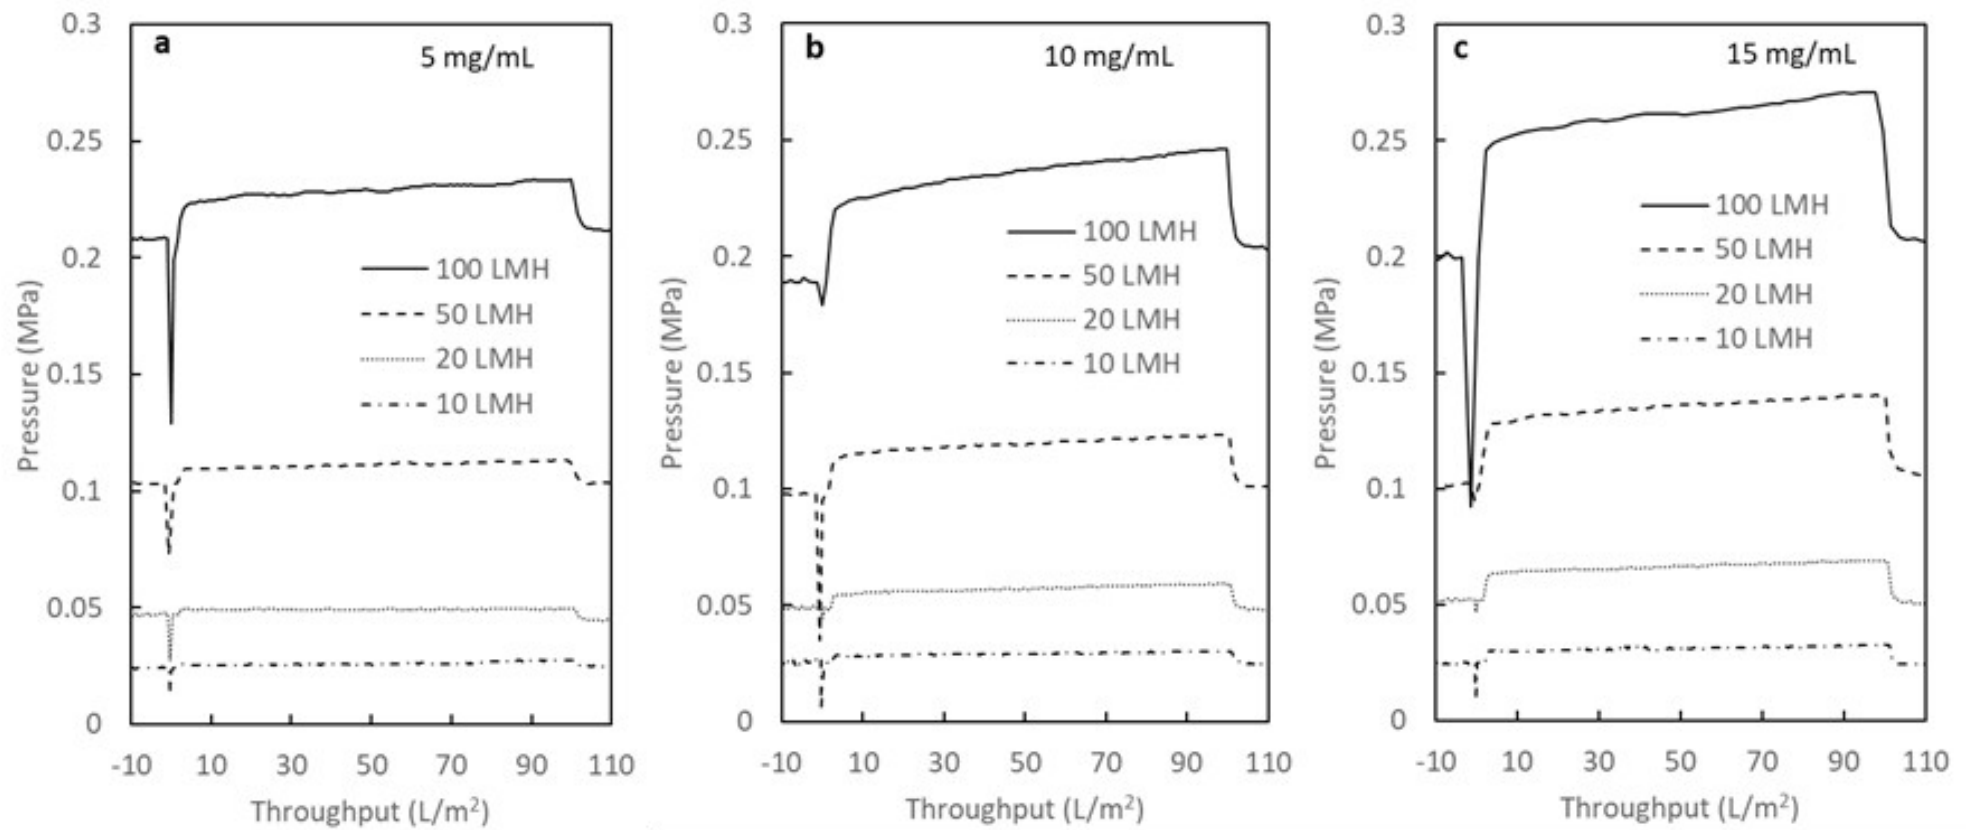 a
5 mg/mL
0.3
0.25
0.2
0.15
0.1
0.05
0
Pressure (MPa)
100 LMH
50 LMH
20 LMH
10 LMH
-10 10 30 50 70 90 110
Throughput (L/m²)
b
10 mg/mL
0.3
0.25
0.2
0.15
0.1
0.05
0
Pressure (MPa)
100 LMH
50 LMH
20 LMH
10 LMH
-10 10 30 50 70 90 110
Throughput (L/m²)
c
15 mg/mL
0.3
0.25
0.2
0.15
0.1
0.05
0
Pressure (MPa)
100 LMH
50 LMH
20 LMH
10 LMH
-10 10 30 50 70 90 110
Throughput (L/m²)